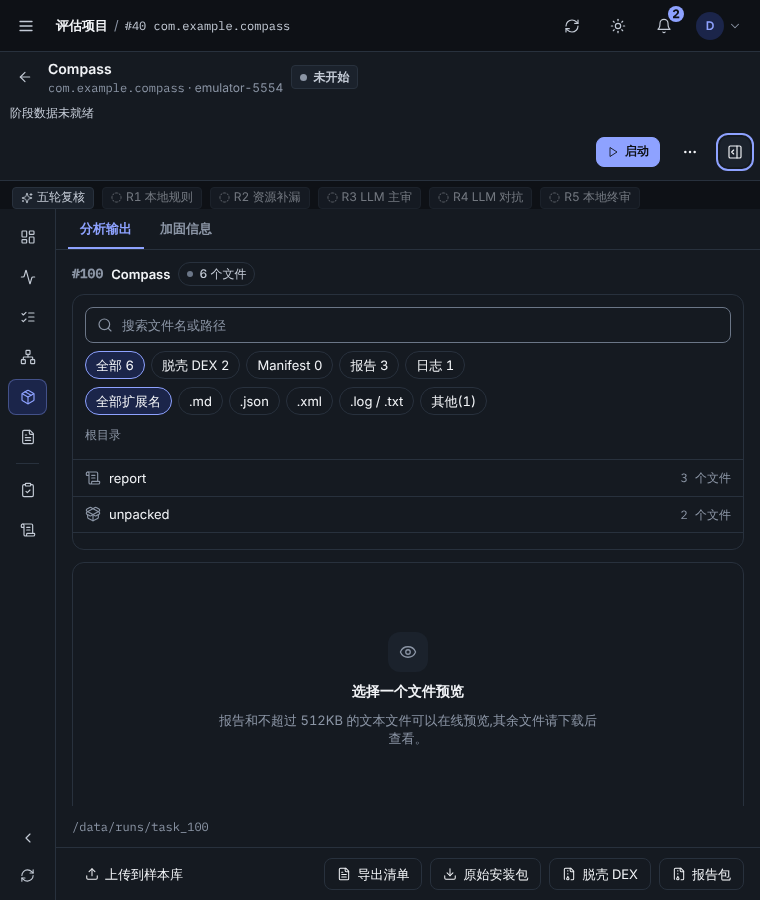 评估项目 / #40 com.example.compass
2
D
Compass
com.example.compass · emulator-5554
未开始
阶段数据未就绪
启动
五轮复核
R1 本地规则
R2 资源补漏
R3 LLM 主审
R4 LLM 对抗
R5 本地终审
分析输出
加固信息
#100 Compass 6 个文件
搜索文件名或路径
全部 6
脱壳 DEX 2
Manifest 0
报告 3
日志 1
全部扩展名
.md
.json
.xml
.log / .txt
其他(1)
根目录
report
3 个文件
unpacked
2 个文件
选择一个文件预览
报告和不超过 512KB 的文本文件可以在线预览,其余文件请下载后
查看。
/data/runs/task_100
上传到样本库
导出清单
原始安装包
脱壳 DEX
报告包